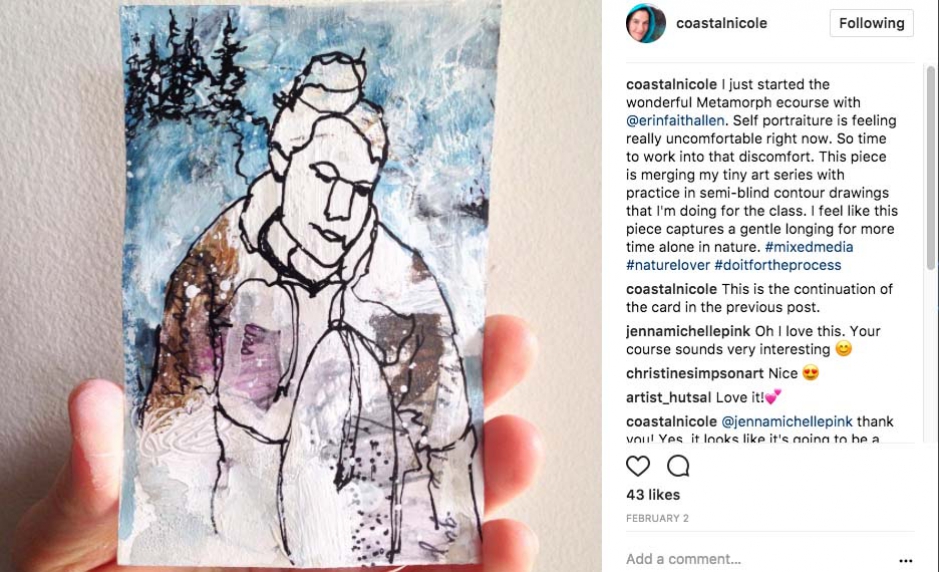 coastalnicole
Following
coastalnicole I just started the
wonderful Metamorph ecourse with
@erinfaithallen. Self portraiture is feeling
really uncomfortable right now. So time
to work into that discomfort. This piece
is merging my tiny art series with
practice in semi-blind contour drawings
that I'm doing for the class. I feel like this
piece captures a gentle longing for more
time alone in nature. #mixedmedia
#naturelover #doitfortheprocess
coastalnicole This is the continuation of
the card in the previous post.
jennamichellepink Oh I love this. Your
course sounds very interesting 😊
christinesimpsonart Nice 😍
artist_hutsal Love it!💕
coastalnicole @jennamichellepink thank
you! Yes, it looks like it's going to be a
43 likes
FEBRUARY 2
Add a comment...